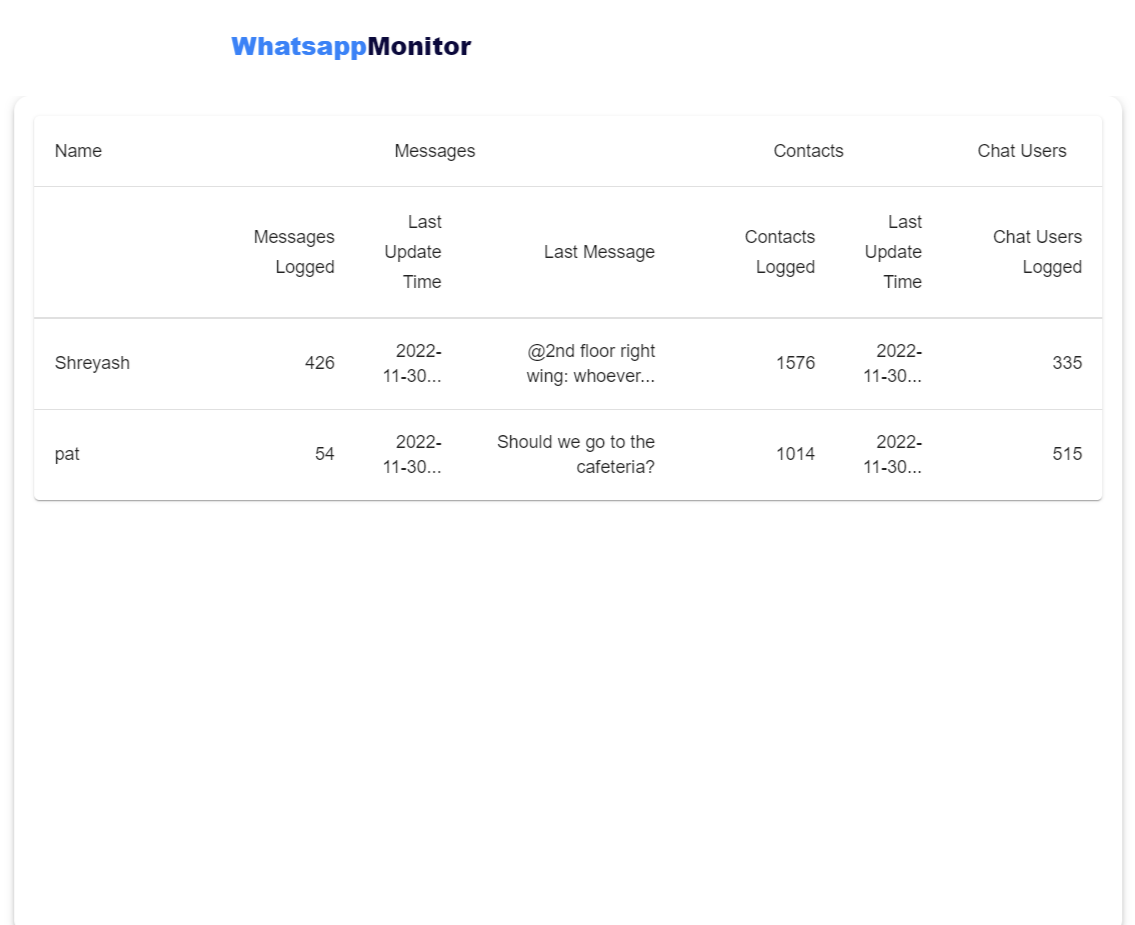 WhatsappMonitor
Name Messages Contacts Chat Users
Messages Logged Last Update Time Last Message Contacts Logged Last Update Time Chat Users Logged
Shreyash 426 2022-11-30... @2nd floor right wing: whoever... 1576 2022-11-30... 335
pat 54 2022-11-30... Should we go to the cafeteria? 1014 2022-11-30... 515